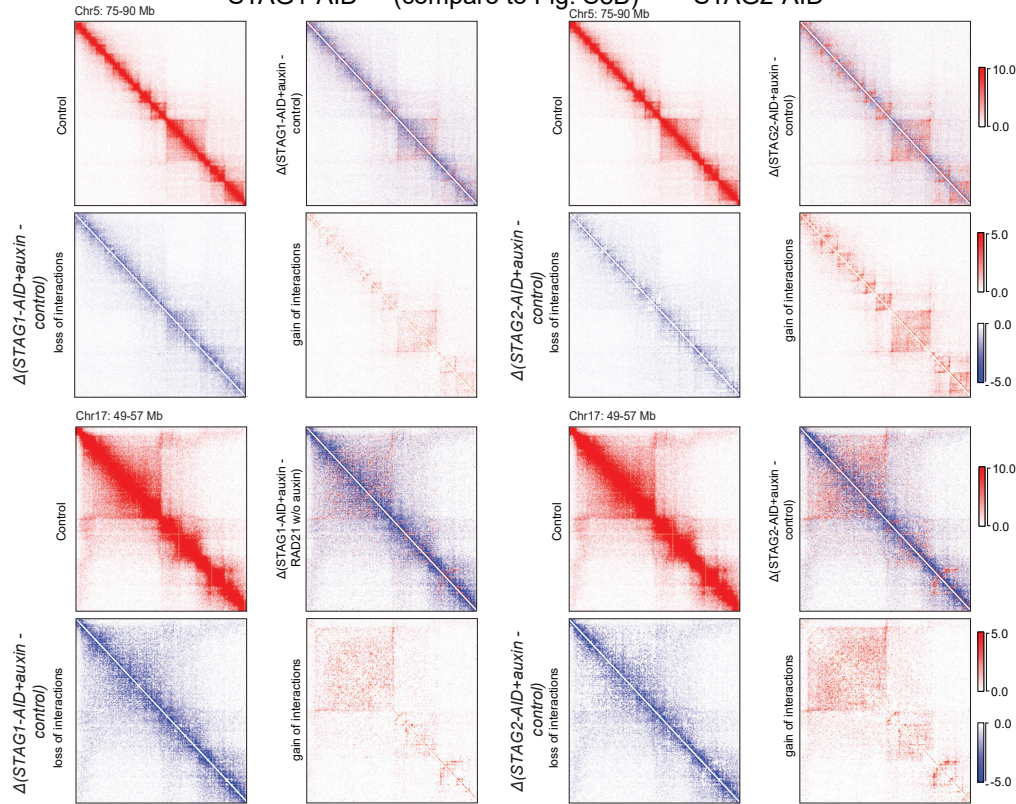 STAG1-AID (compare to Fig. S8B) STAG2-AID
Chr5: 75-90 Mb
Control
Δ(STAG1-AID+auxin -
control)
Chr5: 75-90 Mb
Control
Δ(STAG2-AID+auxin -
control)
10.0
0.0
Δ(STAG1-AID+auxin -
control)
loss of interactions
gain of interactions
Δ(STAG2-AID+auxin -
control)
loss of interactions
gain of interactions
5.0
0.0
0.0
-5.0
Chr17: 49-57 Mb
Control
Δ(STAG1-AID+auxin -
RAD21 w/o auxin)
Chr17: 49-57 Mb
Control
Δ(STAG2-AID+auxin -
control)
10.0
0.0
Δ(STAG1-AID+auxin -
control)
loss of interactions
gain of interactions
Δ(STAG2-AID+auxin -
control)
loss of interactions
gain of interactions
5.0
0.0
0.0
-5.0